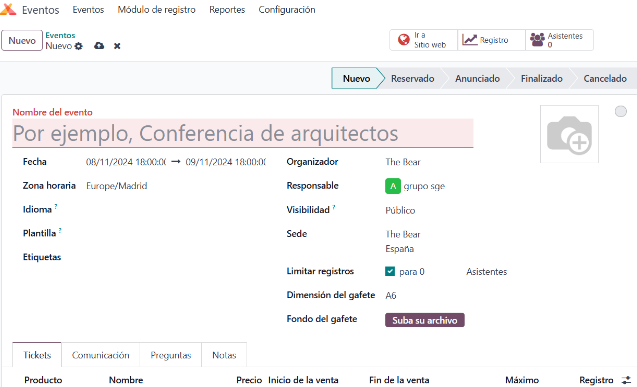 Eventos Eventos Módulo de registro Reportes Configuración
Nuevo Eventos
Nuevo
Ir a
Sitio web
Registro
Asistentes
0
Nuevo Reservado Anunciado Finalizado Cancelado
Nombre del evento
Por ejemplo, Conferencia de arquitectos
Fecha 08/11/2024 18:00:00 → 09/11/2024 18:00:00
Organizador The Bear
Zona horaria Europe/Madrid
Responsable A grupo sge
Idioma ?
Visibilidad ? Público
Plantilla ?
Sede The Bear
España
Etiquetas
Limitar registros para 0 Asistentes
Dimensión del gafete A6
Fondo del gafete Suba su archivo
Tickets Comunicación Preguntas Notas
Producto Nombre Precio Inicio de la venta Fin de la venta Máximo Registro